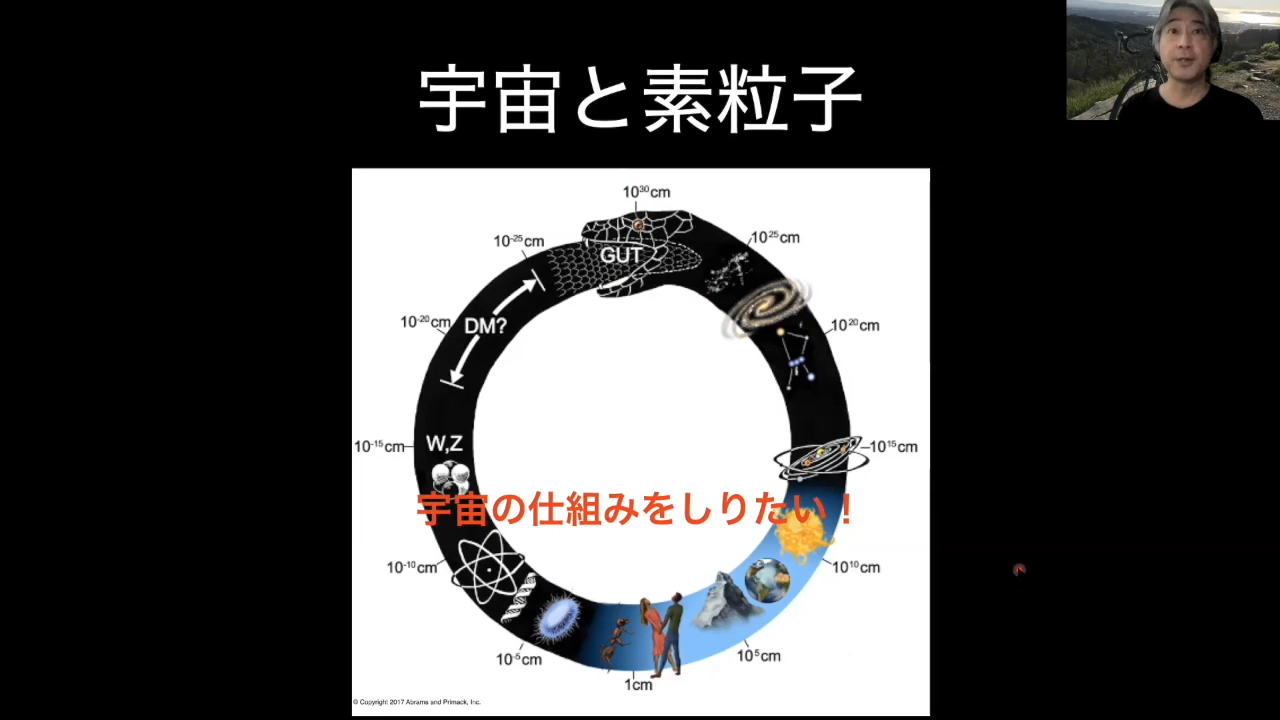 宇宙と素粒子
10³⁰cm
10⁻²⁵cm
10²⁵cm
GUT
10⁻²⁰cm
DM?
10²⁰cm
10⁻¹⁵cm
W,Z
10¹⁵cm
宇宙の仕組みをしりたい！
10⁻¹⁰cm
10¹⁰cm
10⁻⁵cm
10⁵cm
1cm
© Copyright 2017 Abrams and Primack, Inc.